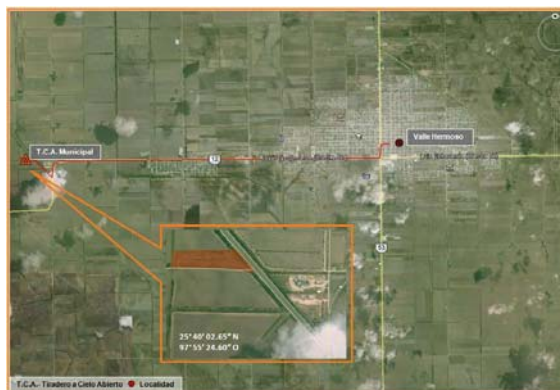 Valle Hermoso
T.C.A. Municipal
12
53
25° 40' 02.65" N
97° 55' 24.60" O
T.C.A.- Tiradero a Cielo Abierto
Localidad